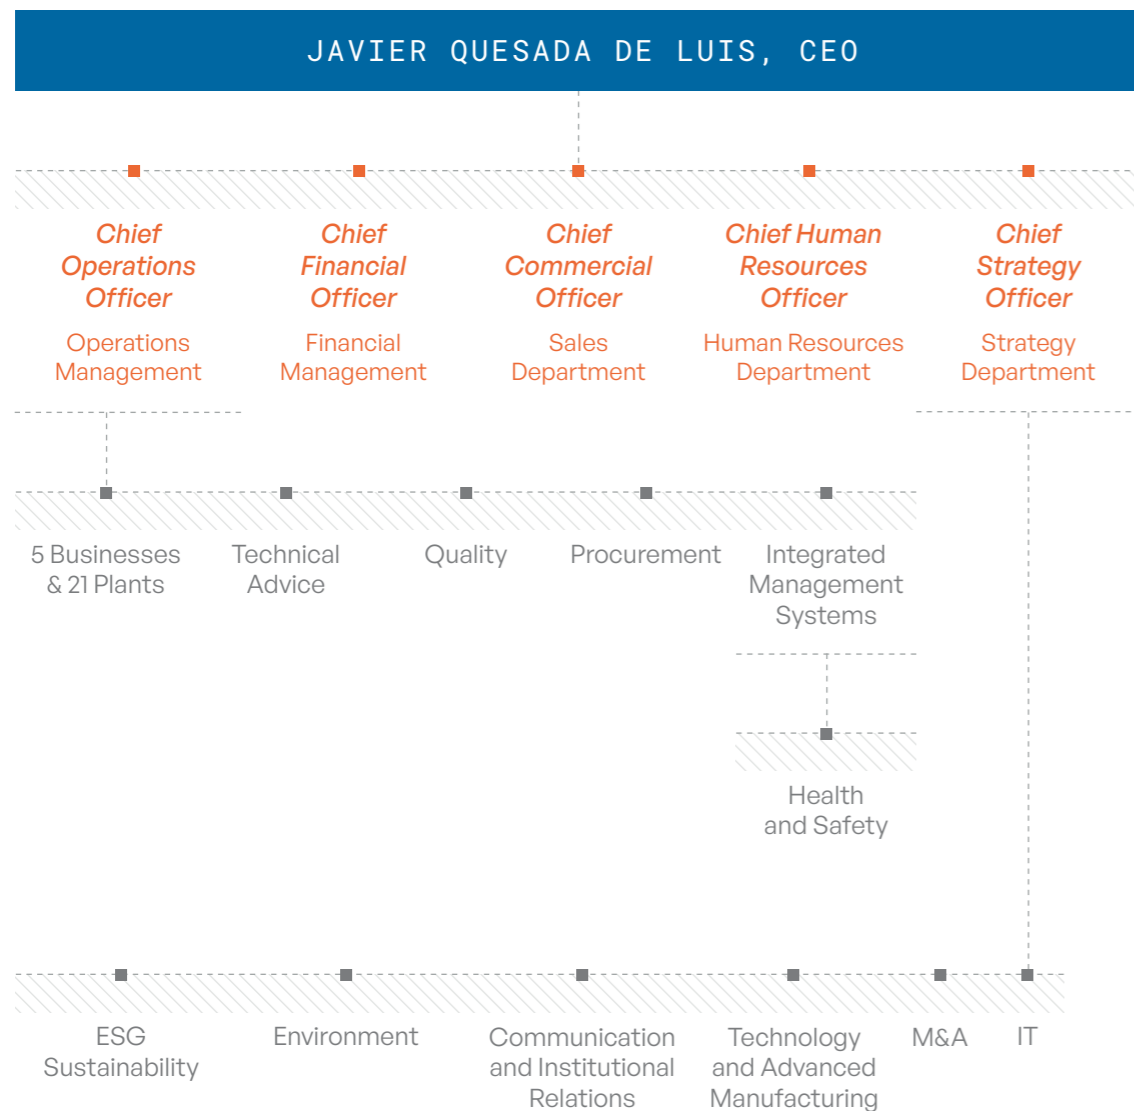 JAVIER QUESADA DE LUIS, CEO
Chief
Operations
Officer
Operations
Management
Chief
Financial
Officer
Financial
Management
Chief
Commercial
Officer
Sales
Department
Chief Human
Resources
Officer
Human Resources
Department
Chief
Strategy
Officer
Strategy
Department
5 Businesses
& 21 Plants
Technical
Advice
Quality
Procurement
Integrated
Management
Systems
Health
and Safety
ESG
Sustainability
Environment
Communication
and Institutional
Relations
Technology
and Advanced
Manufacturing
M&A
IT